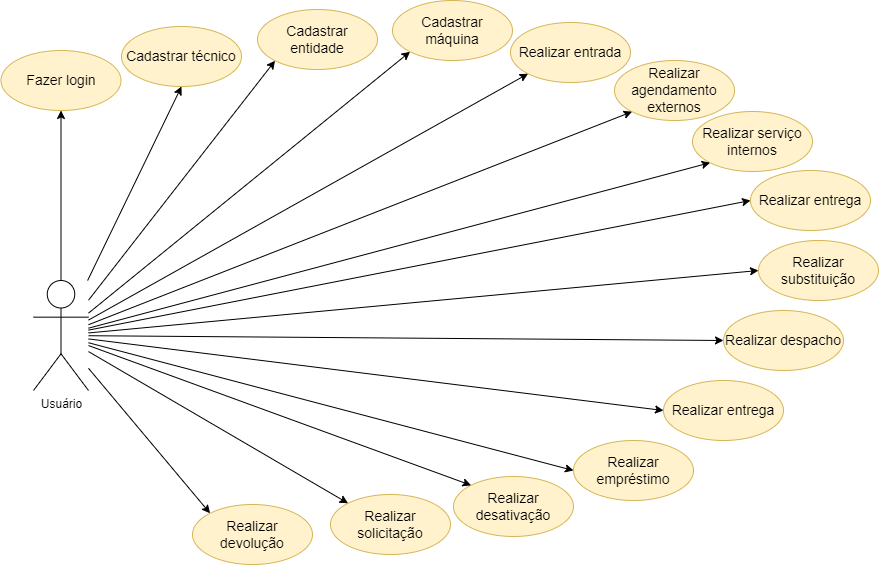 Fazer login
Cadastrar técnico
Cadastrar
entidade
Cadastrar
máquina
Realizar entrada
Realizar
agendamento
externos
Realizar serviço
internos
Realizar entrega
Realizar
substituição
Realizar despacho
Realizar entrega
Realizar
empréstimo
Realizar
desativação
Realizar
solicitação
Realizar
devolução
Usuário